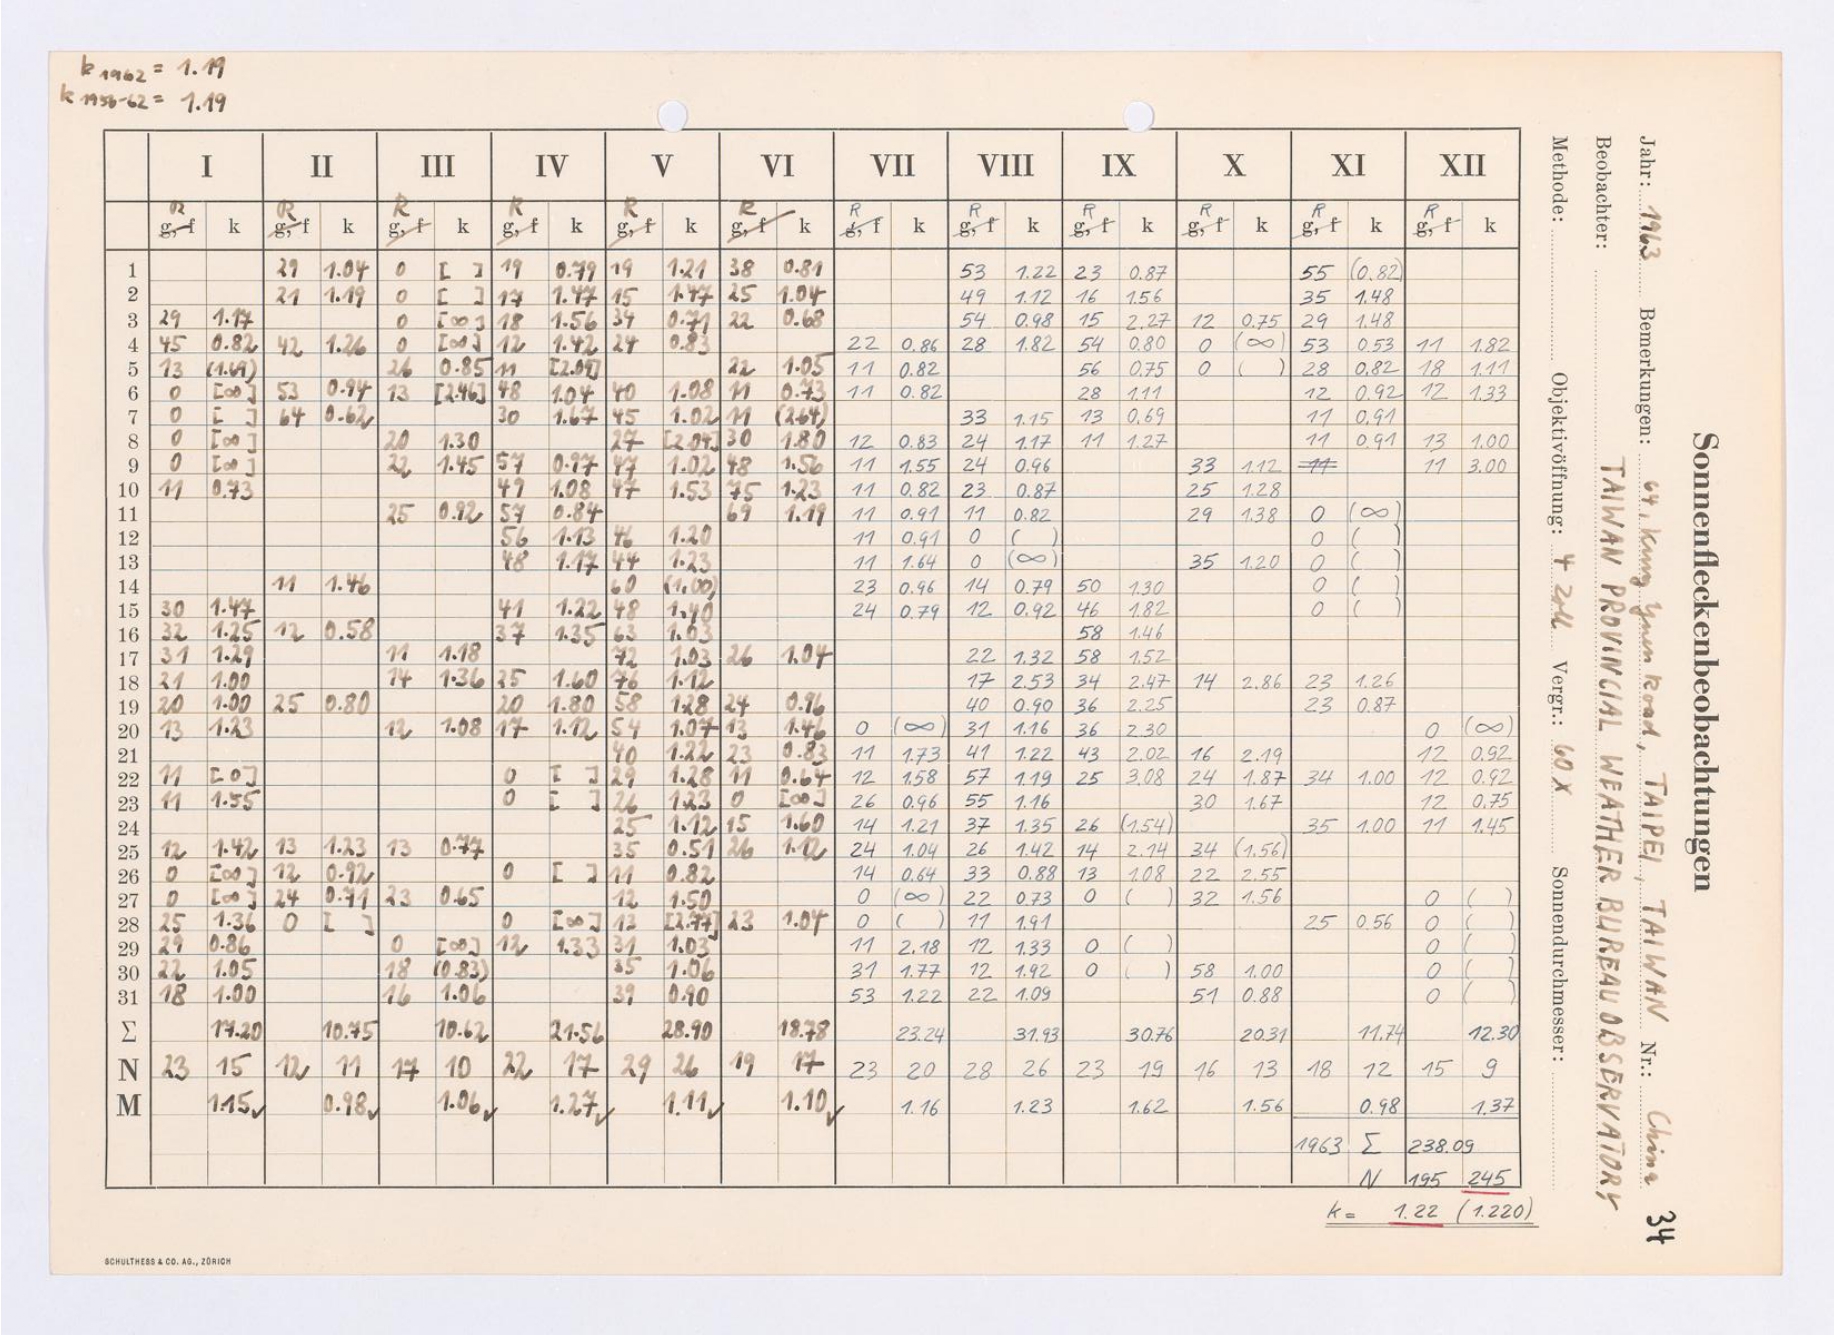 k 1962 = 1.19
k 1956-62 = 1.19
Sonnenfleckenbeobachtungen
Jahr: 1963 Bemerkungen: 64, Kung Yuan Road, TAIPEI, TAIWAN Nr.: China 34
Beobachter: TAIWAN PROVINCIAL WEATHER BUREAU OBSERVATORY
Methode: Objektivöffnung: 4 Zoll Vergr.: 60 X Sonnendurchmesser:
I II III IV V VI VII VIII IX X XI XII
R R R R R R R R R R R R
g, f k g, f k g, f k g, f k g, f k g, f k g, f k g, f k g, f k g, f k g, f k g, f k
1 29 1.04 0 [ ] 19 0.79 19 1.21 38 0.81 53 1.22 23 0.87 55 (0.82)
2 21 1.19 0 [ ] 17 1.47 15 1.47 25 1.04 49 1.12 16 1.56 35 1.48
3 29 1.17 0 [∞] 18 1.56 34 0.71 22 0.68 54 0.98 15 2.27 12 0.75 29 1.48
4 45 0.82 42 1.26 0 [∞] 12 1.42 24 0.83 22 0.86 28 1.82 54 0.80 0 (∞) 53 0.53 11 1.82
5 13 (1.69) 26 0.85 11 [2.09] 22 1.05 11 0.82 56 0.75 0 ( ) 28 0.82 18 1.11
6 0 [∞] 53 0.94 13 [2.46] 48 1.04 40 1.08 11 0.73 11 0.82 28 1.11 12 0.92 12 1.33
7 0 [ ] 64 0.62 30 1.67 45 1.02 11 (2.64) 33 1.15 13 0.69 11 0.91
8 0 [∞] 20 1.30 27 [2.04] 30 1.80 12 0.83 24 1.17 11 1.27 11 0.91 13 1.00
9 0 [∞] 22 1.45 57 0.97 47 1.02 48 1.56 11 1.55 24 0.96 33 1.12 11 11 3.00
10 11 0.73 49 1.08 47 1.53 75 1.23 11 0.82 23 0.87 25 1.28
11 25 0.92 57 0.84 69 1.19 11 0.91 11 0.82 29 1.38 0 (∞)
12 56 1.13 46 1.20 11 0.91 0 ( ) 0 ( )
13 48 1.17 44 1.23 11 1.64 0 (∞) 35 1.20 0 ( )
14 11 1.46 60 (1.00) 23 0.96 14 0.79 50 1.30 0 ( )
15 30 1.47 41 1.22 48 1.40 24 0.79 12 0.92 46 1.82 0 ( )
16 32 1.25 12 0.58 37 1.35 63 1.03 58 1.46
17 31 1.29 11 1.18 72 1.03 26 1.04 22 1.32 58 1.52
18 21 1.00 14 1.36 25 1.60 76 1.12 17 2.53 34 2.47 14 2.86 23 1.26
19 20 1.00 25 0.80 20 1.80 58 1.28 24 0.96 40 0.90 36 2.25 23 0.87
20 13 1.23 12 1.08 17 1.12 54 1.07 13 1.46 0 (∞) 31 1.16 36 2.30 0 (∞)
21 40 1.22 23 0.83 11 1.73 41 1.22 43 2.02 16 2.19 12 0.92
22 11 [0] 0 [ ] 29 1.28 11 0.64 12 1.58 57 1.19 25 3.08 24 1.87 34 1.00 12 0.92
23 11 1.55 0 [ ] 26 1.23 0 [∞] 26 0.96 55 1.16 30 1.67 12 0.75
24 25 1.12 15 1.60 14 1.21 37 1.35 26 (1.54) 35 1.00 11 1.45
25 12 1.42 13 1.23 13 0.77 35 0.51 26 1.12 24 1.04 26 1.42 14 2.14 34 (1.56)
26 0 [∞] 12 0.92 0 [ ] 11 0.82 14 0.64 33 0.88 13 1.08 22 2.55
27 0 [∞] 24 0.71 23 0.65 12 1.50 0 (∞) 22 0.73 0 ( ) 32 1.56 0 ( )
28 25 1.36 0 [ ] 0 [∞] 13 [2.77] 23 1.04 0 ( ) 11 1.91 25 0.56 0 ( )
29 29 0.86 0 [∞] 12 1.33 31 1.03 11 2.18 12 1.33 0 ( ) 0 ( )
30 22 1.05 18 (0.83) 35 1.06 31 1.77 12 1.92 0 ( ) 58 1.00 0 ( )
31 18 1.00 16 1.06 39 0.90 53 1.22 22 1.09 51 0.88 0 ( )
Σ 17.20 10.75 10.62 21.56 28.90 18.78 23.24 31.93 30.76 20.31 11.74 12.30
N 23 15 12 11 17 10 22 17 29 26 19 17 23 20 28 26 23 19 16 13 18 12 15 9
M 1.15✓ 0.98✓ 1.06✓ 1.27✓ 1.11✓ 1.10✓ 1.16 1.23 1.62 1.56 0.98 1.37
1963 Σ 238.09
N 195 245
k = 1.22 (1.220)
SCHULTHESS & CO. AG., ZÜRICH